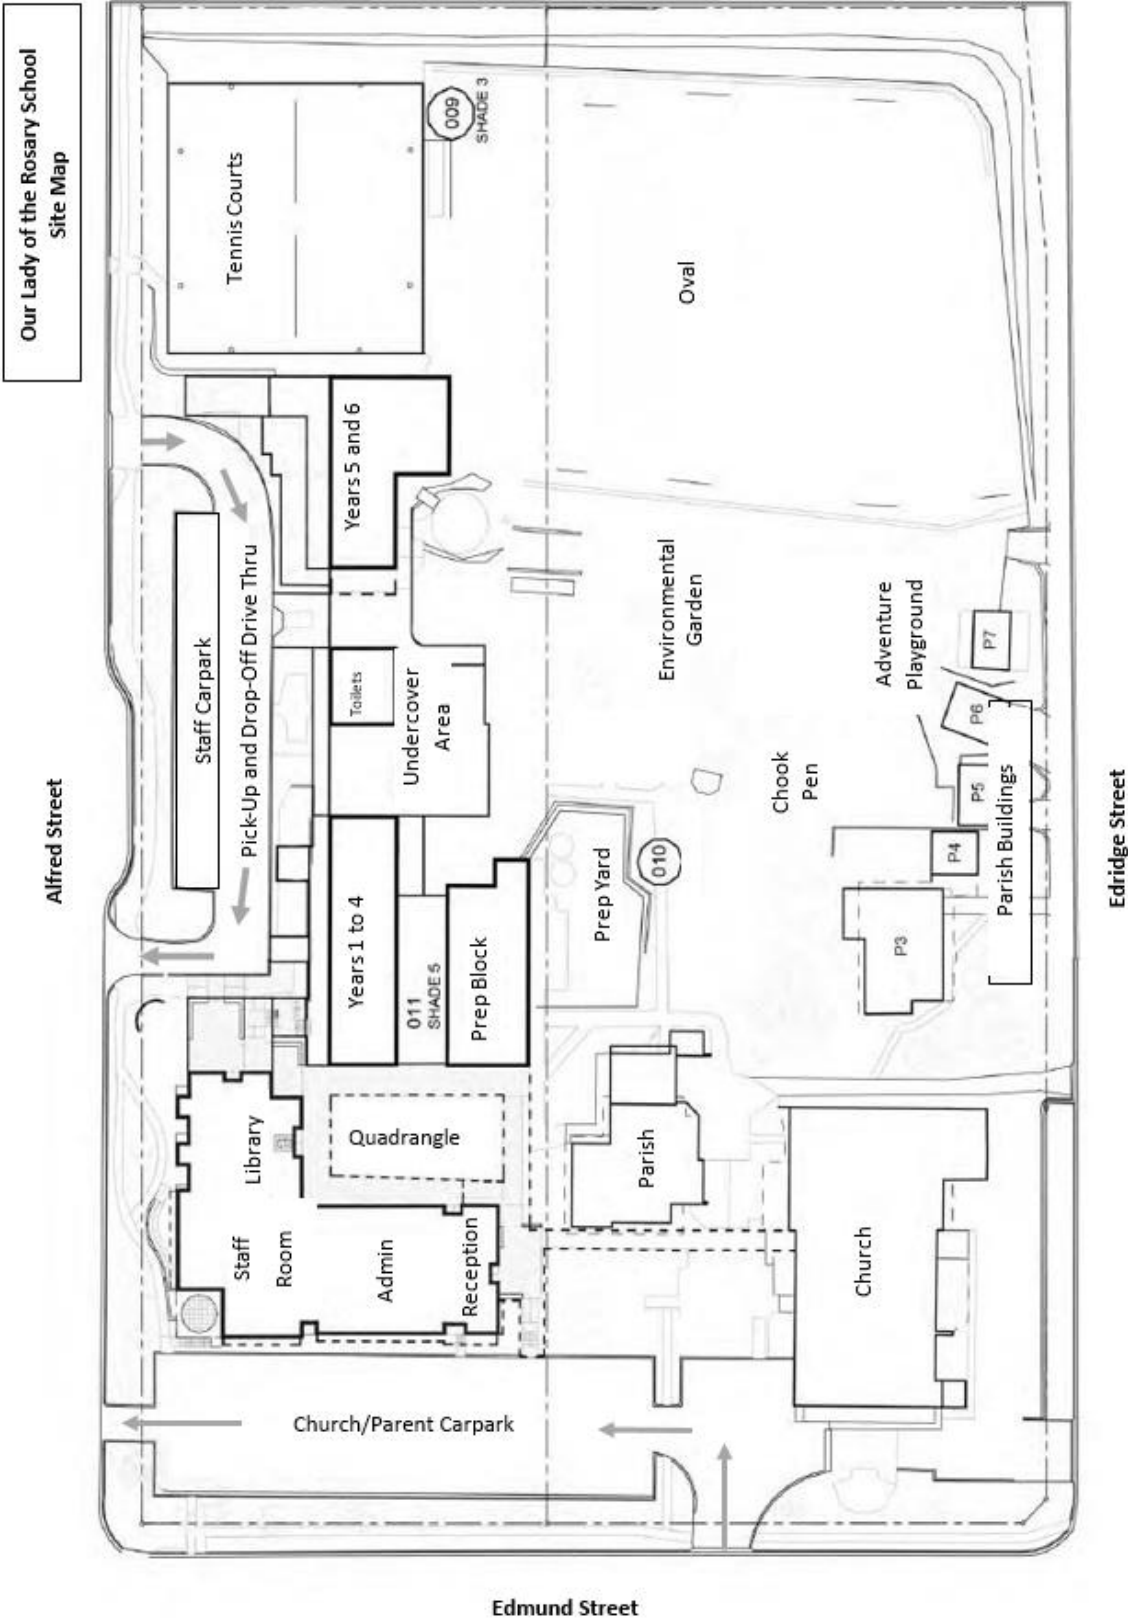 Our Lady of the Rosary School
Site Map
Tennis Courts
009
SHADE 3
Oval
Years 5 and 6
Staff Carpark
Pick-Up and Drop-Off Drive Thru
Toilets
Undercover
Area
Environmental
Garden
Adventure
Playground
P7
P6
P5
P4
P3
Parish Buildings
Chook
Pen
Alfred Street
Edridge Street
Years 1 to 4
011
SHADE 5
Prep Block
Prep Yard
010
Library
Quadrangle
Parish
Staff
Room
Admin
Reception
Church
Church/Parent Carpark
Edmund Street